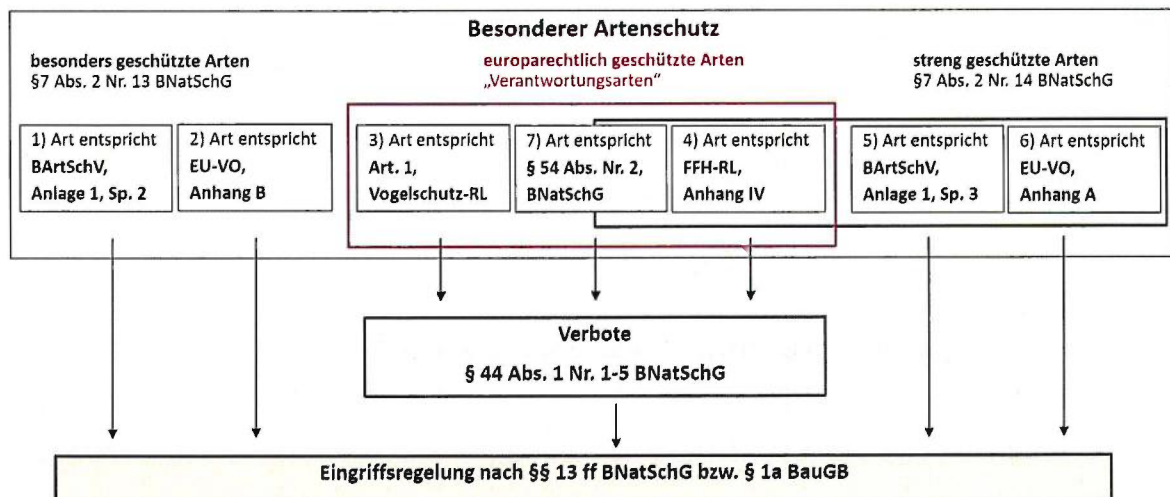 Besonderer Artenschutz
besonders geschützte Arten
§7 Abs. 2 Nr. 13 BNatSchG
europarechtlich geschützte Arten
„Verantwortungsarten“
streng geschützte Arten
§7 Abs. 2 Nr. 14 BNatSchG
1) Art entspricht
BArtSchV,
Anlage 1, Sp. 2
2) Art entspricht
EU-VO,
Anhang B
3) Art entspricht
Art. 1,
Vogelschutz-RL
7) Art entspricht
§ 54 Abs. Nr. 2,
BNatSchG
4) Art entspricht
FFH-RL,
Anhang IV
5) Art entspricht
BArtSchV,
Anlage 1, Sp. 3
6) Art entspricht
EU-VO,
Anhang A
Verbote
§ 44 Abs. 1 Nr. 1-5 BNatSchG
Eingriffsregelung nach §§ 13 ff BNatSchG bzw. § 1a BauGB